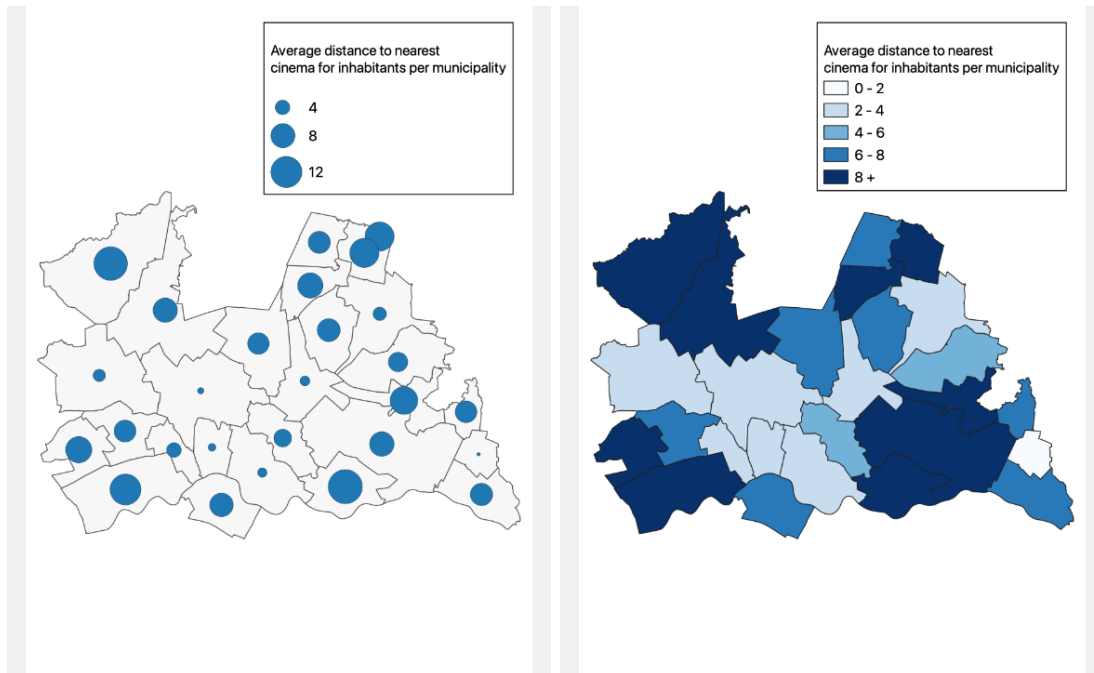 Average distance to nearest
cinema for inhabitants per municipality
4
8
12
Average distance to nearest
cinema for inhabitants per municipality
0 - 2
2 - 4
4 - 6
6 - 8
8 +